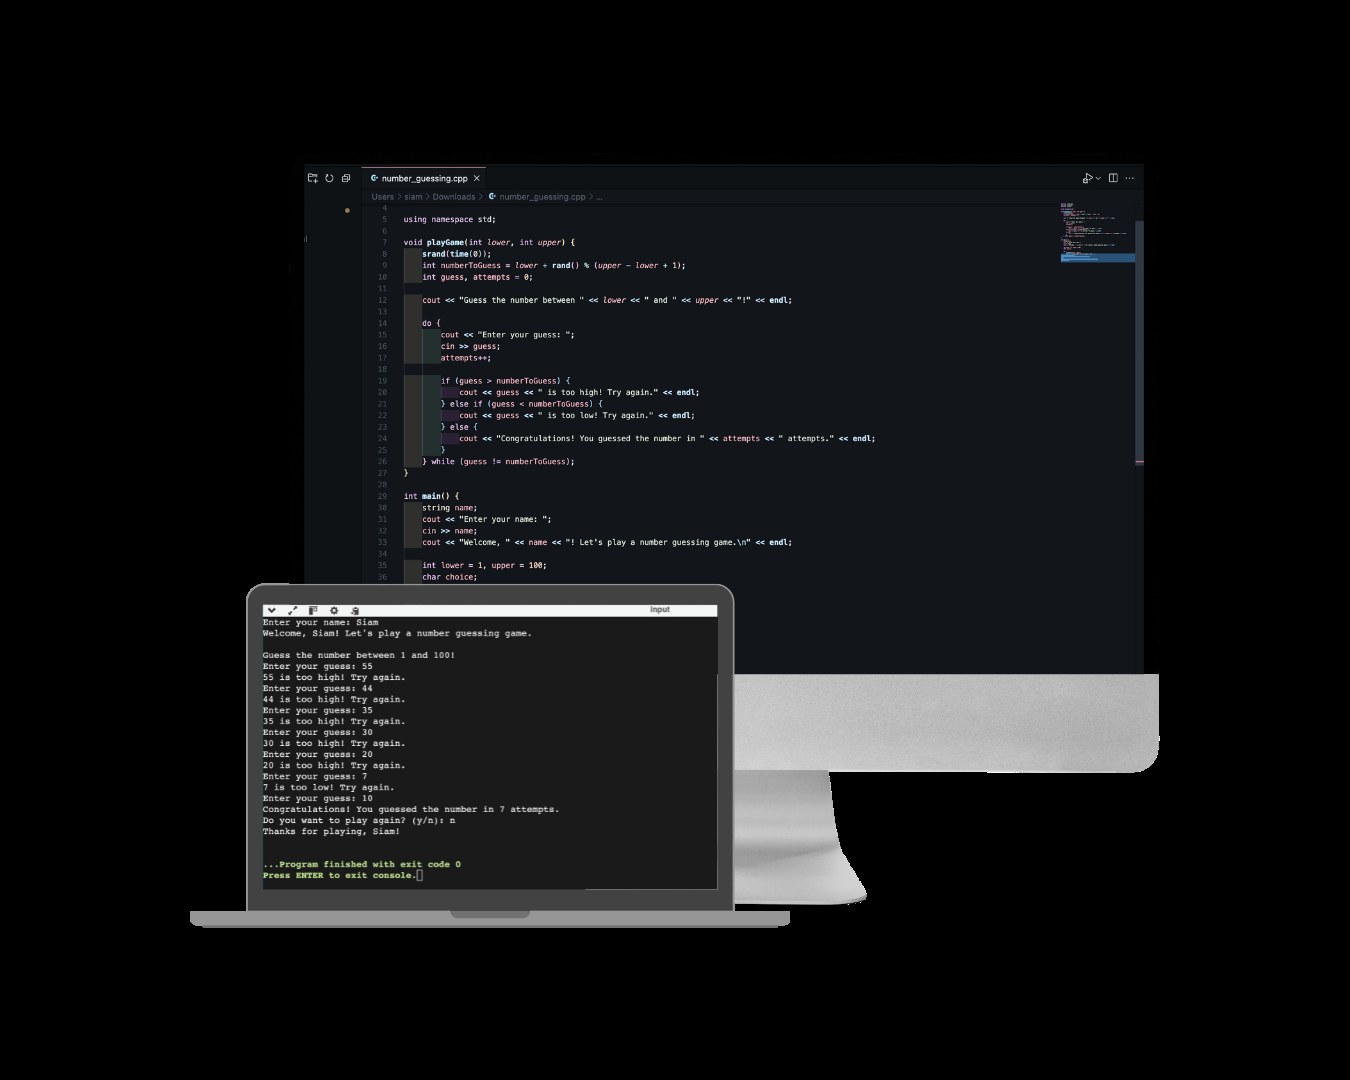 number_guessing.cpp
Users > siam > Downloads > number_guessing.cpp > ...
4
5 using namespace std;
6
7 void playGame(int lower, int upper) {
8 srand(time(0));
9 int numberToGuess = lower + rand() % (upper - lower + 1);
10 int guess, attempts = 0;
11
12 cout << "Guess the number between " << lower << " and " << upper << "!" << endl;
13
14 do {
15 cout << "Enter your guess: ";
16 cin >> guess;
17 attempts++;
18
19 if (guess > numberToGuess) {
20 cout << guess << " is too high! Try again." << endl;
21 } else if (guess < numberToGuess) {
22 cout << guess << " is too low! Try again." << endl;
23 } else {
24 cout << "Congratulations! You guessed the number in " << attempts << " attempts." << endl;
25 }
26 } while (guess != numberToGuess);
27 }
28
29 int main() {
30 string name;
31 cout << "Enter your name: ";
32 cin >> name;
33 cout << "Welcome, " << name << "! Let's play a number guessing game.\n" << endl;
34
35 int lower = 1, upper = 100;
36 char choice;
input
Enter your name: Siam
Welcome, Siam! Let's play a number guessing game.
Guess the number between 1 and 100!
Enter your guess: 55
55 is too high! Try again.
Enter your guess: 44
44 is too high! Try again.
Enter your guess: 35
35 is too high! Try again.
Enter your guess: 30
30 is too high! Try again.
Enter your guess: 20
20 is too high! Try again.
Enter your guess: 7
7 is too low! Try again.
Enter your guess: 10
Congratulations! You guessed the number in 7 attempts.
Do you want to play again? (y/n): n
Thanks for playing, Siam!
...Program finished with exit code 0
Press ENTER to exit console.